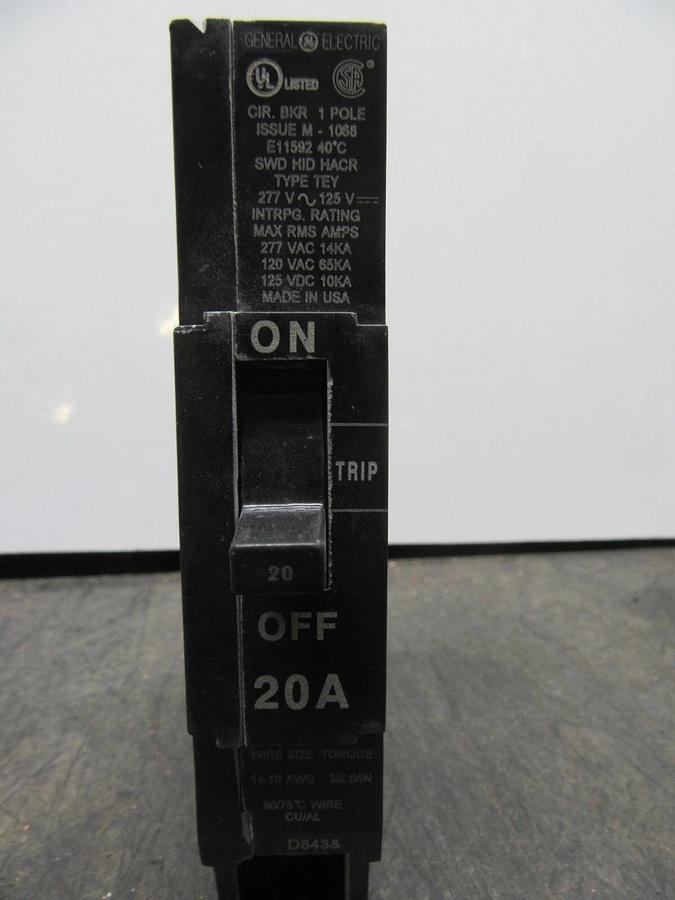 GENERAL GE ELECTRIC
UL LISTED SA ®
CIR. BKR 1 POLE
ISSUE M - 1068
E11592 40°C
SWD HID HACR
TYPE TEY
277 V ~ 125 V ⎓
INTRPG. RATING
MAX RMS AMPS
277 VAC 14KA
120 VAC 65KA
125 VDC 10KA
MADE IN USA
ON
TRIP
20
OFF
20A
WIRE SIZE TORQUE
14-10 AWG 35LB/IN
60/75°C WIRE
CU/AL